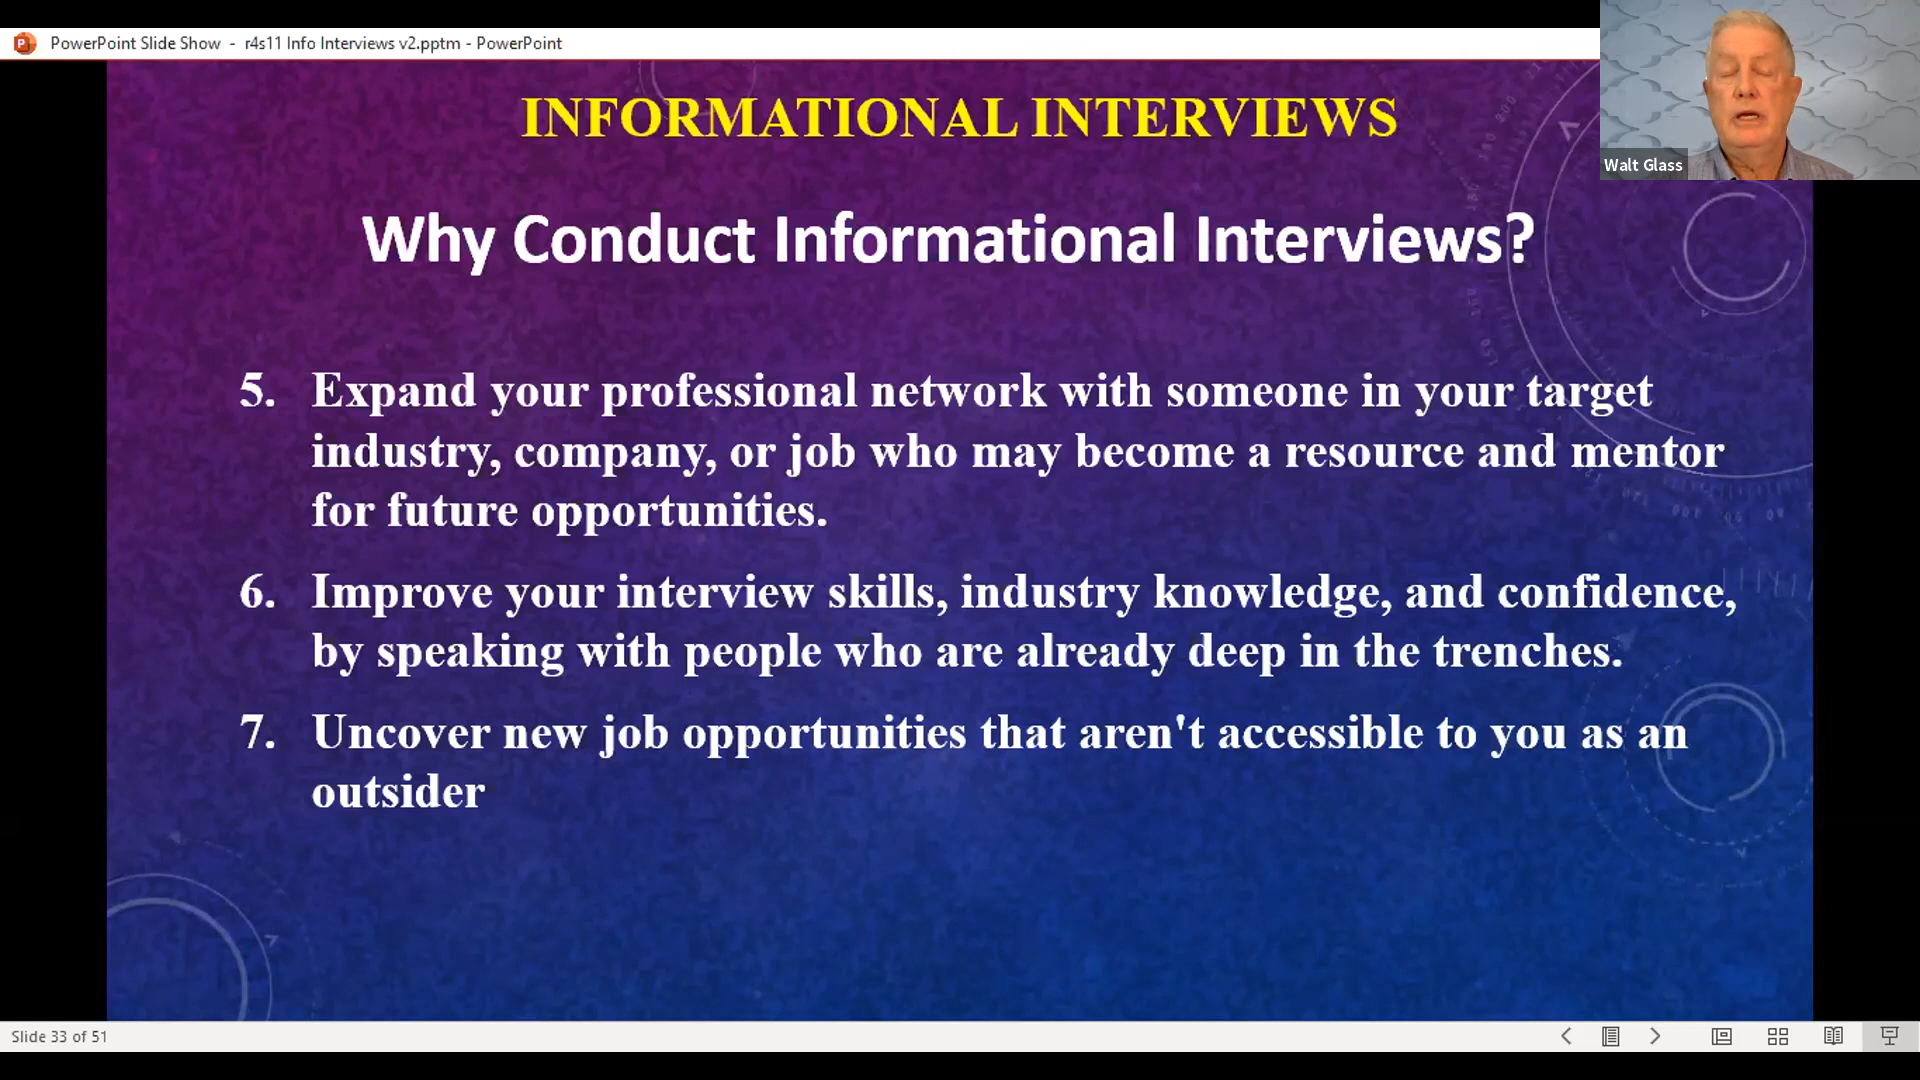 PowerPoint Slide Show - r4s11 Info Interviews v2.pptm - PowerPoint
Walt Glass
INFORMATIONAL INTERVIEWS
Why Conduct Informational Interviews?
5. Expand your professional network with someone in your target
industry, company, or job who may become a resource and mentor
for future opportunities.
6. Improve your interview skills, industry knowledge, and confidence,
by speaking with people who are already deep in the trenches.
7. Uncover new job opportunities that aren't accessible to you as an
outsider
Slide 33 of 51